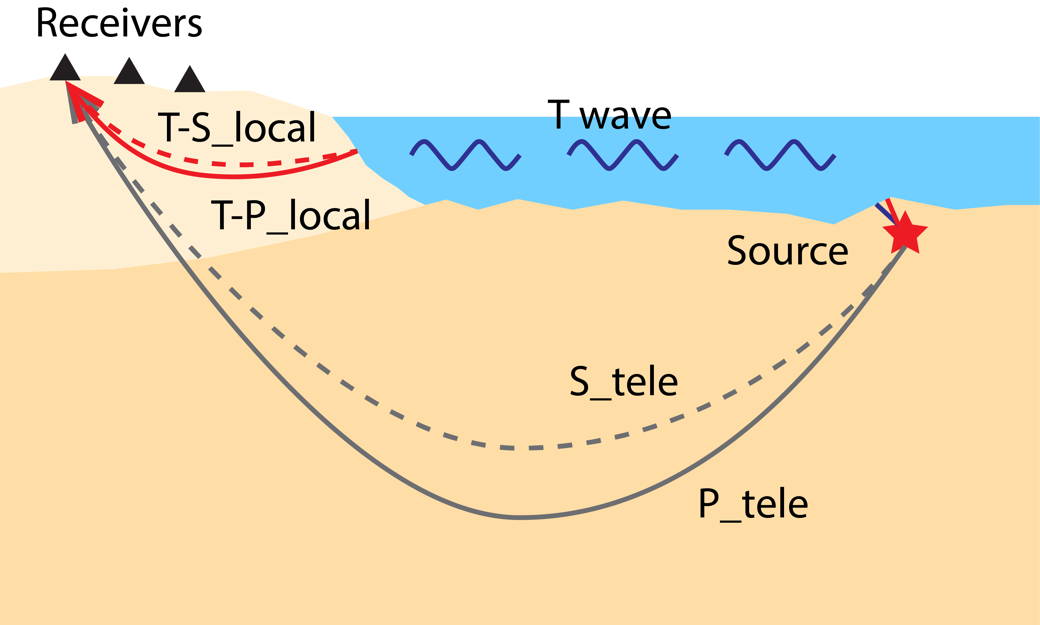 Receivers
T wave
T-S_local
T-P_local
Source
S_tele
P_tele